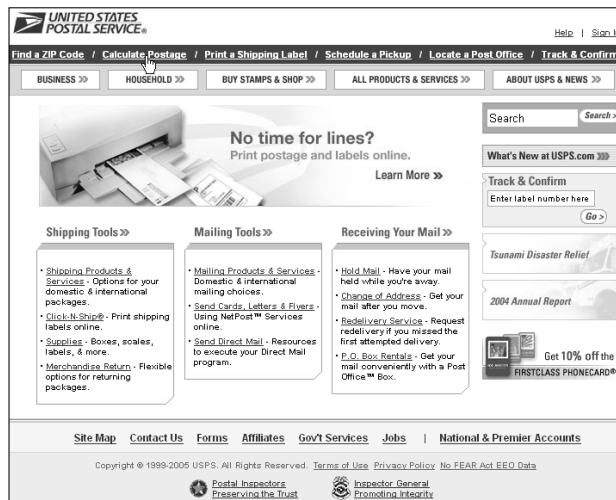 UNITED STATES
POSTAL SERVICE®
Help | Sign In
Find a ZIP Code / Calculate Postage / Print a Shipping Label / Schedule a Pickup / Locate a Post Office / Track & Confirm
BUSINESS >> HOUSEHOLD >> BUY STAMPS & SHOP >> ALL PRODUCTS & SERVICES >> ABOUT USPS & NEWS >>
No time for lines?
Print postage and labels online.
Learn More >>
Search Search >
What's New at USPS.com >>>
Track & Confirm
Enter label number here
Go >
Tsunami Disaster Relief
2004 Annual Report
Get 10% off the
FIRSTCLASS PHONECARD®
Shipping Tools >>
• Shipping Products &
Services - Options for your
domestic & international
packages.
• Click-N-Ship® - Print shipping
labels online.
• Supplies - Boxes, scales,
labels, & more.
• Merchandise Return - Flexible
options for returning
packages.
Mailing Tools >>
• Mailing Products & Services -
Domestic & international
mailing choices.
• Send Cards, Letters & Flyers -
Using NetPost™ Services
online.
• Send Direct Mail - Resources
to execute your Direct Mail
program.
Receiving Your Mail >>
• Hold Mail - Have your mail
held while you're away.
• Change of Address - Get your
mail after you move.
• Redelivery Service - Request
redelivery if you missed the
first attempted delivery.
• P.O. Box Rentals - Get your
mail conveniently with a Post
Office™ Box.
Site Map Contact Us Forms Affiliates Gov't Services Jobs | National & Premier Accounts
Copyright © 1999-2005 USPS. All Rights Reserved. Terms of Use Privacy Policy No FEAR Act EEO Data
Postal Inspectors
Preserving the Trust
Inspector General
Promoting Integrity